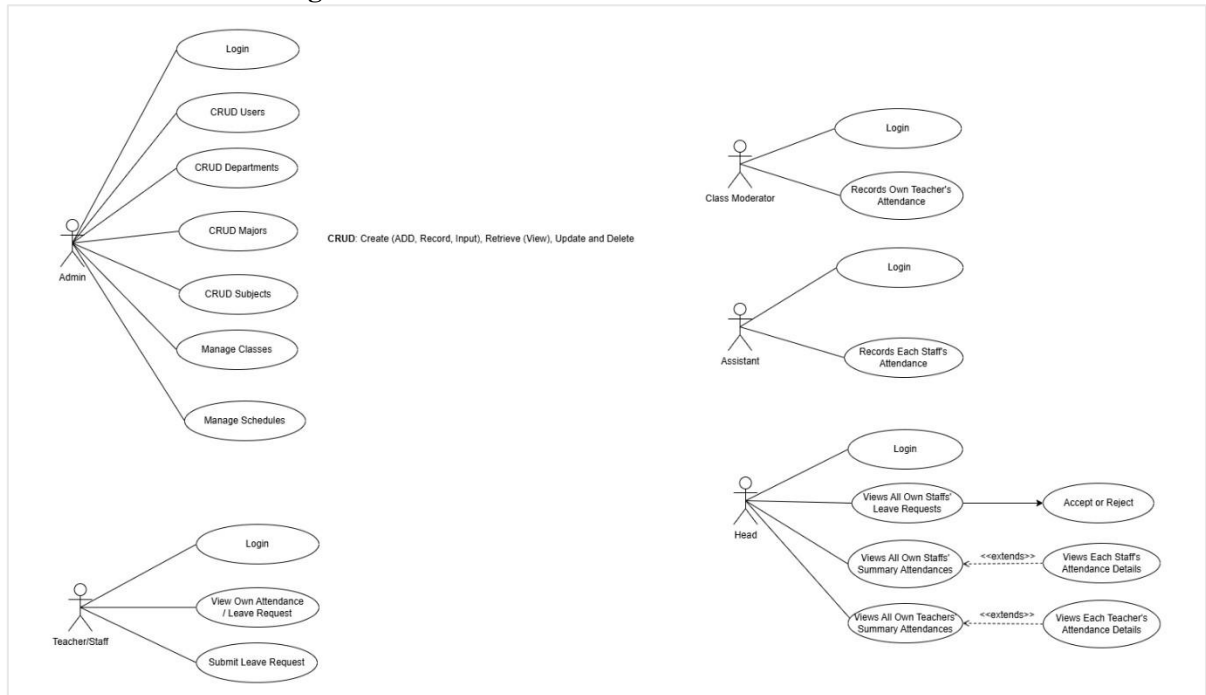 Login
CRUD Users
CRUD Departments
CRUD Majors
CRUD Subjects
Manage Classes
Manage Schedules
Admin
CRUD: Create (ADD, Record, Input), Retrieve (View), Update and Delete
Login
View Own Attendance
/ Leave Request
Submit Leave Request
Teacher/Staff
Login
Records Own Teacher's
Attendance
Class Moderator
Login
Records Each Staff's
Attendance
Assistant
Login
Views All Own Staffs'
Leave Requests
Accept or Reject
Head
Views All Own Staffs'
Summary Attendances
<<extends>>
Views Each Staff's
Attendance Details
Views All Own Teachers'
Summary Attendances
<<extends>>
Views Each Teacher's
Attendance Details